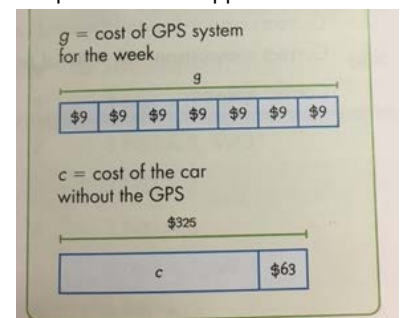 g = cost of GPS system
for the week
g
$9 $9 $9 $9 $9 $9 $9
c = cost of the car
without the GPS
$325
c $63